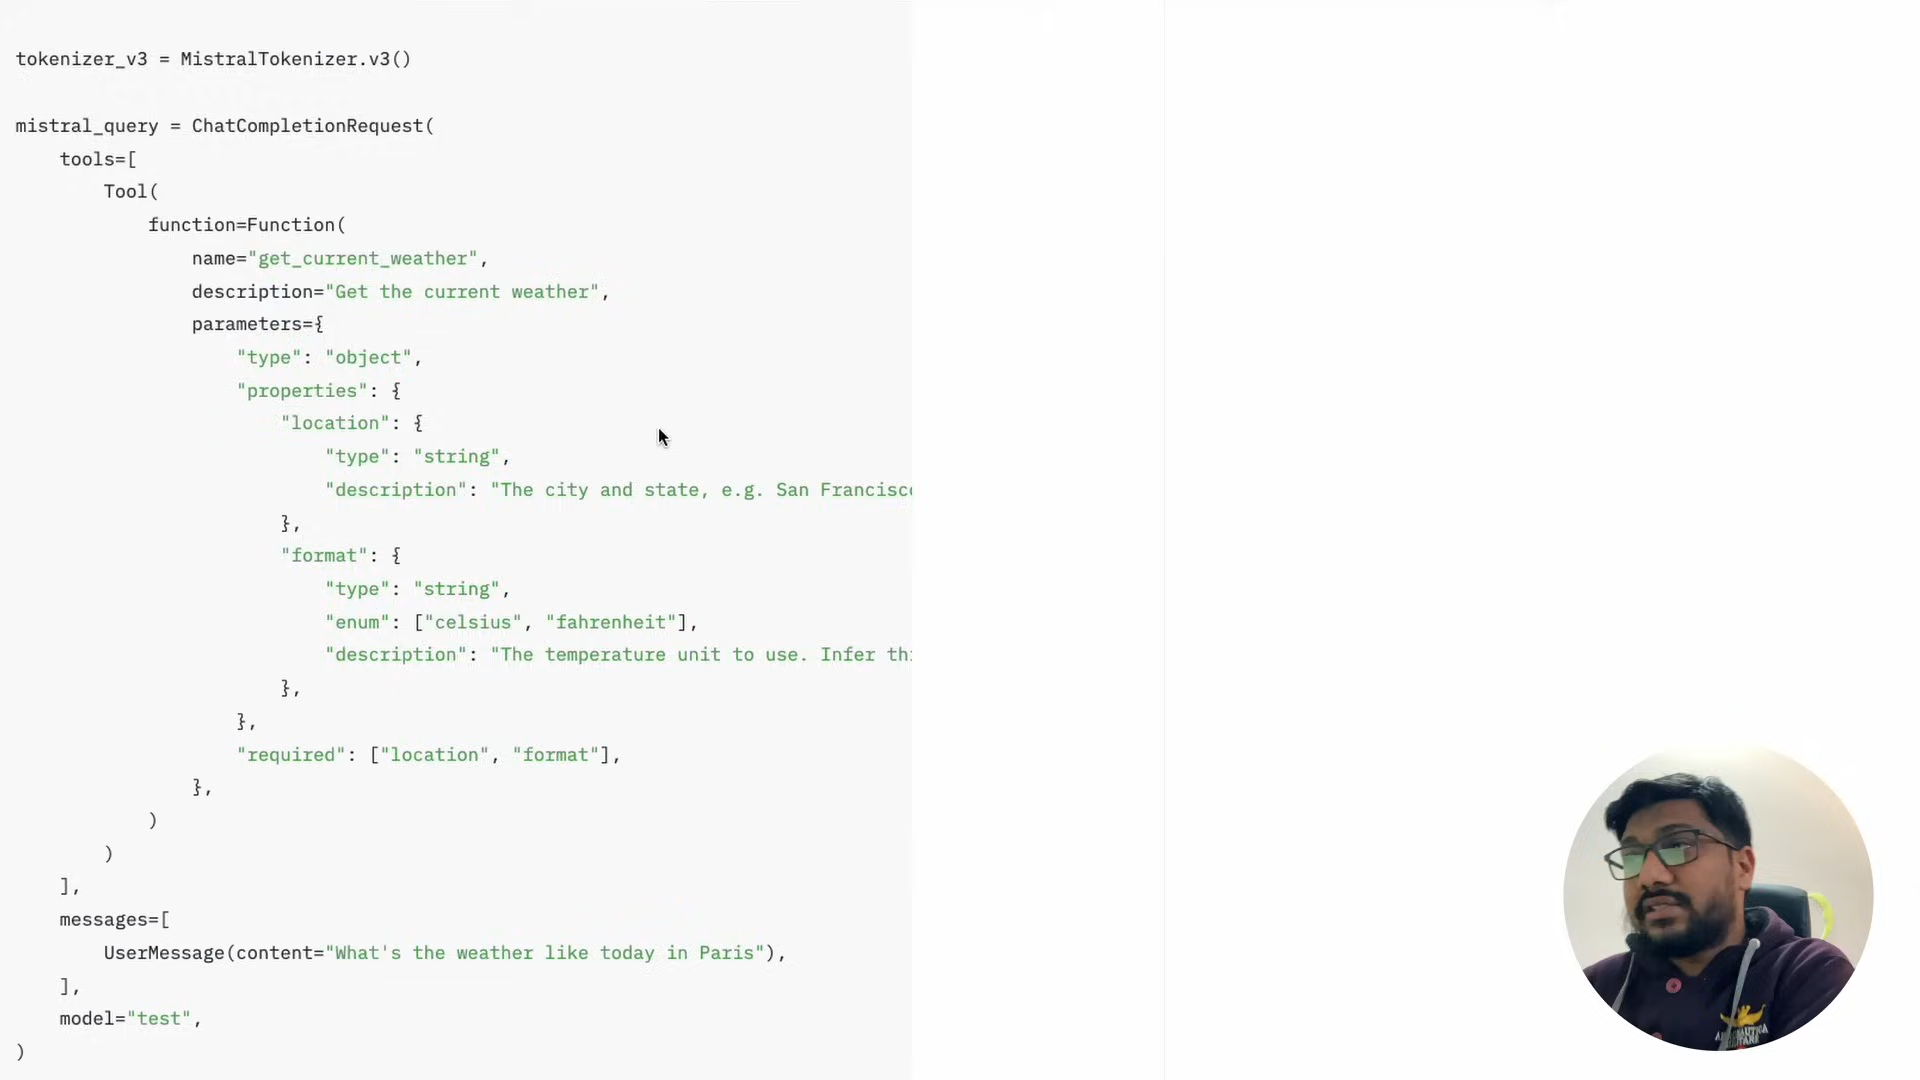 tokenizer_v3 = MistralTokenizer.v3()
mistral_query = ChatCompletionRequest(
    tools=[
        Tool(
            function=Function(
                name="get_current_weather",
                description="Get the current weather",
                parameters={
                    "type": "object",
                    "properties": {
                        "location": {
                            "type": "string",
                            "description": "The city and state, e.g. San Francisco
                        },
                        "format": {
                            "type": "string",
                            "enum": ["celsius", "fahrenheit"],
                            "description": "The temperature unit to use. Infer
                        },
                    },
                    "required": ["location", "format"],
                },
            )
        )
    ],
    messages=[
        UserMessage(content="What's the weather like today in Paris"),
    ],
    model="test",
)